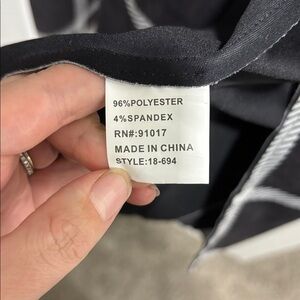 96%POLYESTER
4%SPANDEX
RN#:91017
MADE IN CHINA
STYLE:18-694